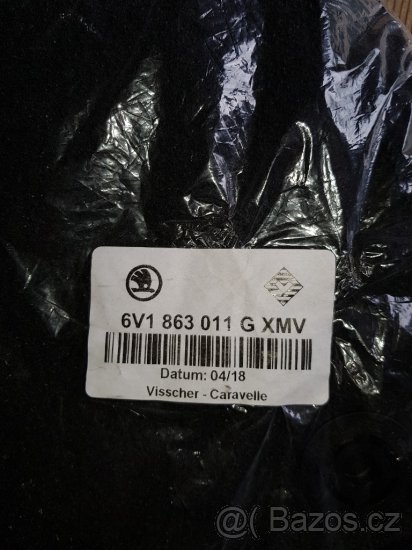 6V1 863 011 G XMV
Datum: 04/18
Visscher - Caravelle
@( Bazos.cz